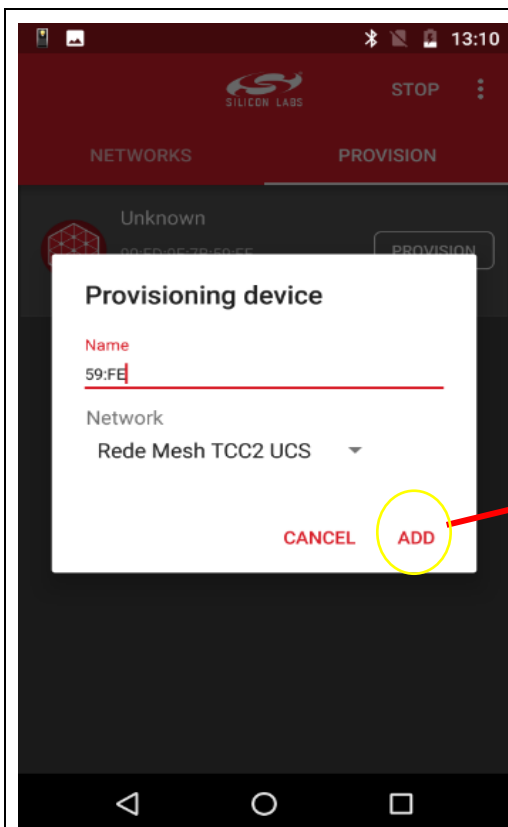 13:10
SILICON LABS
STOP
NETWORKS
PROVISION
Unknown
PROVISION
Provisioning device
Name
59:FE
Network
Rede Mesh TCC2 UCS
CANCEL
ADD